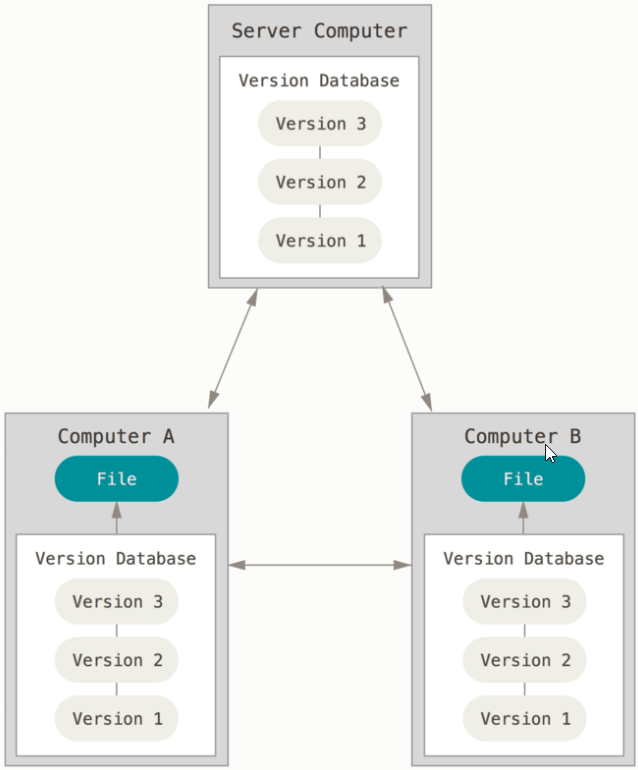 Server Computer
Version Database
Version 3
Version 2
Version 1
Computer A
File
Version Database
Version 3
Version 2
Version 1
Computer B
File
Version Database
Version 3
Version 2
Version 1